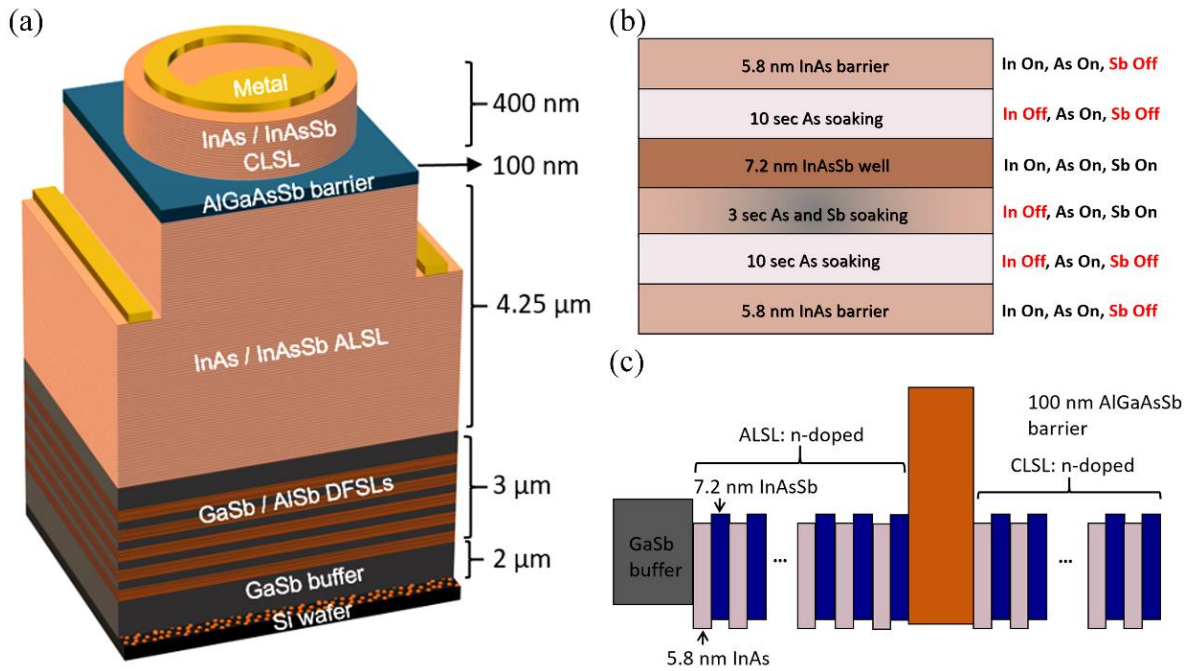 (a)
Metal
InAs / InAsSb
CLSL
AlGaAsSb barrier
InAs / InAsSb ALSL
GaSb / AlSb DFSLs
GaSb buffer
Si wafer
400 nm
100 nm
4.25 μm
3 μm
2 μm
(b)
5.8 nm InAs barrier
In On, As On, Sb Off
10 sec As soaking
In Off, As On, Sb Off
7.2 nm InAsSb well
In On, As On, Sb On
3 sec As and Sb soaking
In Off, As On, Sb On
10 sec As soaking
In Off, As On, Sb Off
5.8 nm InAs barrier
In On, As On, Sb Off
(c)
100 nm AlGaAsSb
barrier
ALSL: n-doped
CLSL: n-doped
7.2 nm InAsSb
GaSb
buffer
...
...
5.8 nm InAs